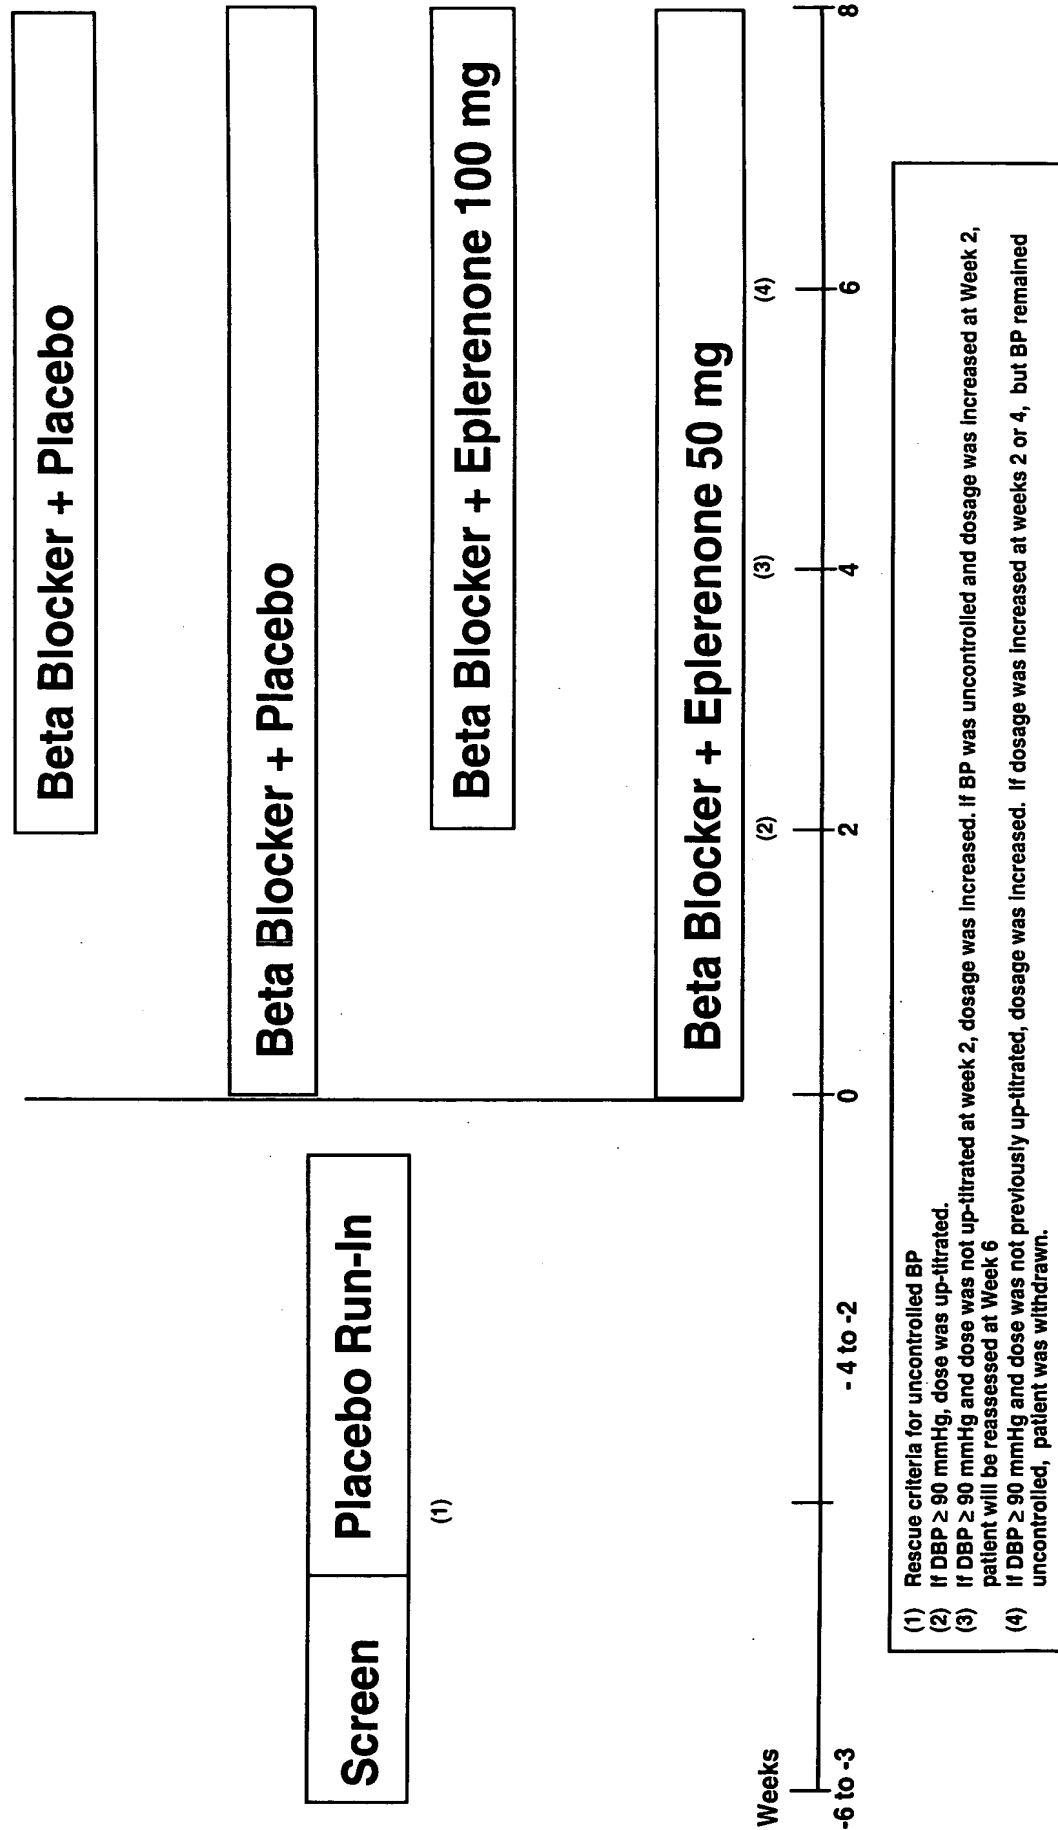 Beta Blocker + Placebo
Beta Blocker + Placebo
Beta Blocker + Eplerenone 100 mg
Beta Blocker + Eplerenone 50 mg
Screen
Placebo Run-In
(1)
(2)
(3)
(4)
Weeks
-6 to -3
- 4 to -2
0
2
4
6
8
(1) Rescue criteria for uncontrolled BP
(2) If DBP ≥ 90 mmHg, dose was up-titrated.
(3) If DBP ≥ 90 mmHg and dose was not up-titrated at week 2, dosage was increased. If BP was uncontrolled and dosage was increased at Week 2,
patient will be reassessed at Week 6
(4) If DBP ≥ 90 mmHg and dose was not previously up-titrated, dosage was increased. If dosage was increased at weeks 2 or 4, but BP remained
uncontrolled, patient was withdrawn.